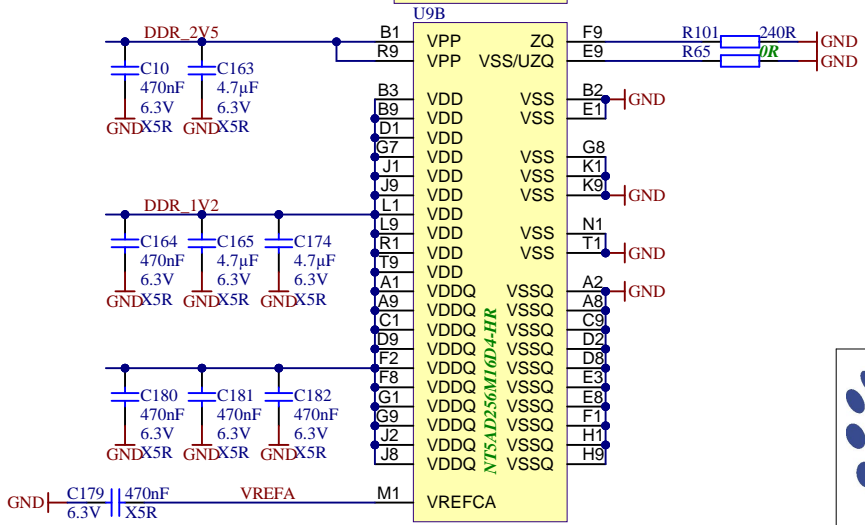 U9B
DDR_2V5 B1 VPP ZQ F9 R101 240R GND
R9 VPP VSS/UZQ E9 R65 0R GND
C10 C163
470nF 4.7µF
6.3V 6.3V
GND X5R GND X5R
B3 VDD VSS B2 GND
B9 VDD VSS E1
D1 VDD
G7 VDD VSS G8
J1 VDD VSS K1
J9 VDD VSS K9 GND
DDR_1V2 L1 VDD
L9 VDD VSS N1
R1 VDD VSS T1 GND
T9 VDD
C164 C165 C174
470nF 4.7µF 4.7µF
6.3V 6.3V 6.3V
GND X5R GND X5R GND X5R
A1 VDDQ VSSQ A2 GND
A9 VDDQ VSSQ A8
C1 VDDQ VSSQ C9
D9 VDDQ VSSQ D2
F2 VDDQ VSSQ D8
F8 VDDQ VSSQ E3
G1 VDDQ VSSQ E8
G9 VDDQ VSSQ F1
J2 VDDQ VSSQ H1
J8 VDDQ VSSQ H9
NT5AD256M16D4-HR
C180 C181 C182
470nF 470nF 470nF
6.3V 6.3V 6.3V
GND X5R GND X5R GND X5R
GND C179 470nF VREFA M1 VREFCA
6.3V X5R